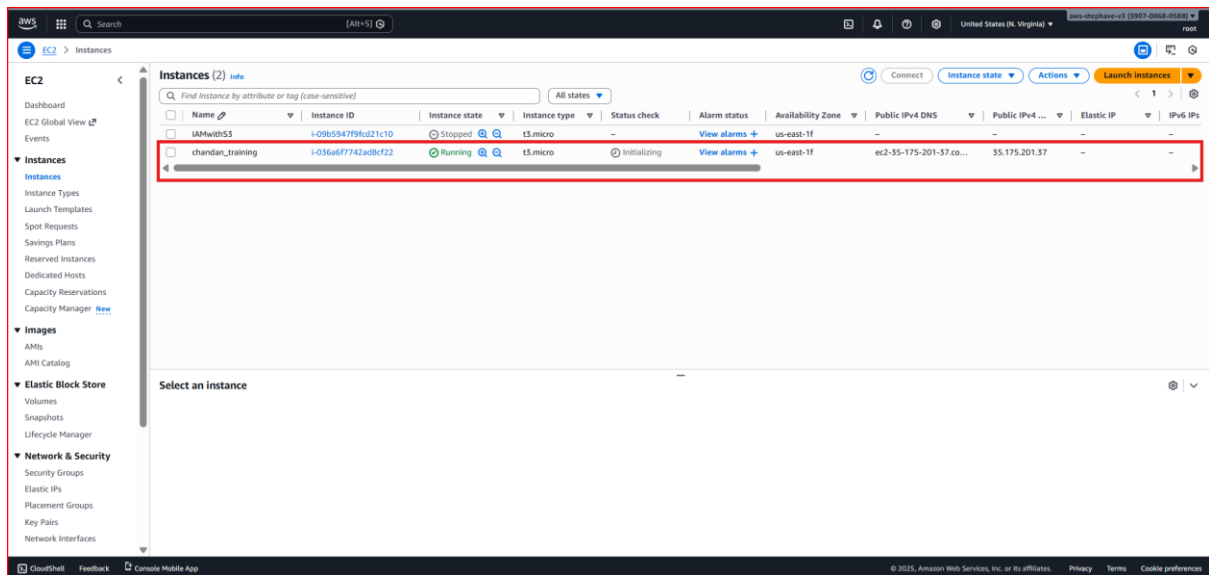 aws Search [Alt+S] United States (N. Virginia) aws-stephave-v3 (3907-0068-0588)
root
EC2 > Instances
EC2
Dashboard
EC2 Global View
Events
Instances
Instances
Instance Types
Launch Templates
Spot Requests
Savings Plans
Reserved Instances
Dedicated Hosts
Capacity Reservations
Capacity Manager New
Images
AMIs
AMI Catalog
Elastic Block Store
Volumes
Snapshots
Lifecycle Manager
Network & Security
Security Groups
Elastic IPs
Placement Groups
Key Pairs
Network Interfaces
Instances (2) Info Connect Instance state Actions Launch instances
Find Instance by attribute or tag (case-sensitive) All states 1
Name Instance ID Instance state Instance type Status check Alarm status Availability Zone Public IPv4 DNS Public IPv4 ... Elastic IP IPv6 IPs
IAMwithS3 i-09b5947f9fcd21c10 Stopped t3.micro – View alarms + us-east-1f – – – –
chandan_training i-036a6f7742ad8cf22 Running t3.micro Initializing View alarms + us-east-1f ec2-35-175-201-37.co... 35.175.201.37 – –
Select an instance
CloudShell Feedback Console Mobile App © 2025, Amazon Web Services, Inc. or its affiliates. Privacy Terms Cookie preferences